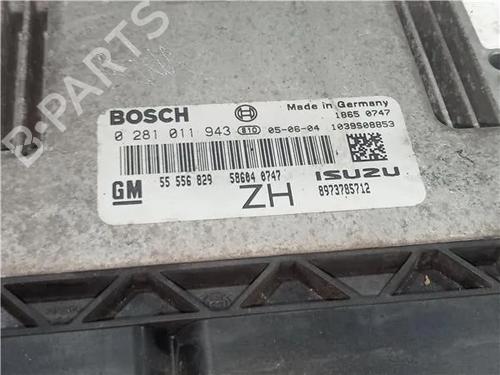 BOSCH Made in Germany
1865 0747
0 281 011 943 E10 05-06-04 1039S08853
GM 55 556 829 58604 0747 ISUZU
ZH 8973785712
B-PARTS